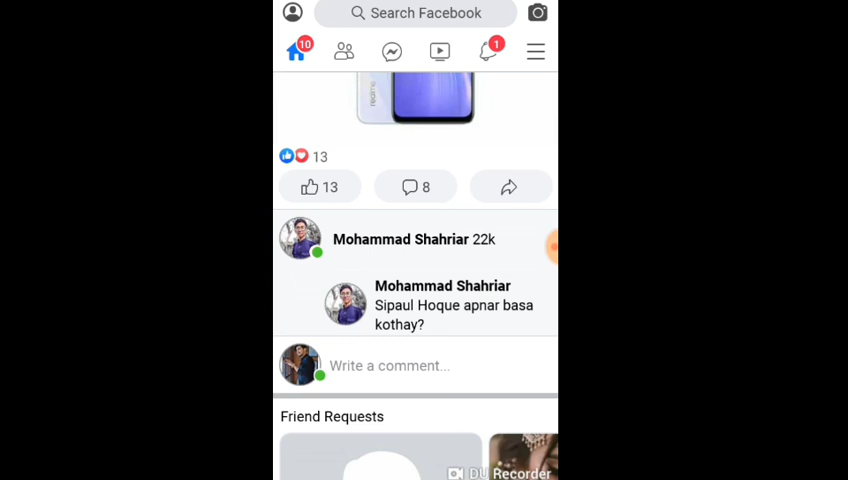 Search Facebook
10
1
realme
13
13
8
Mohammad Shahriar 22k
Mohammad Shahriar
Sipaul Hoque apnar basa
kothay?
Write a comment...
Friend Requests
DU Recorder